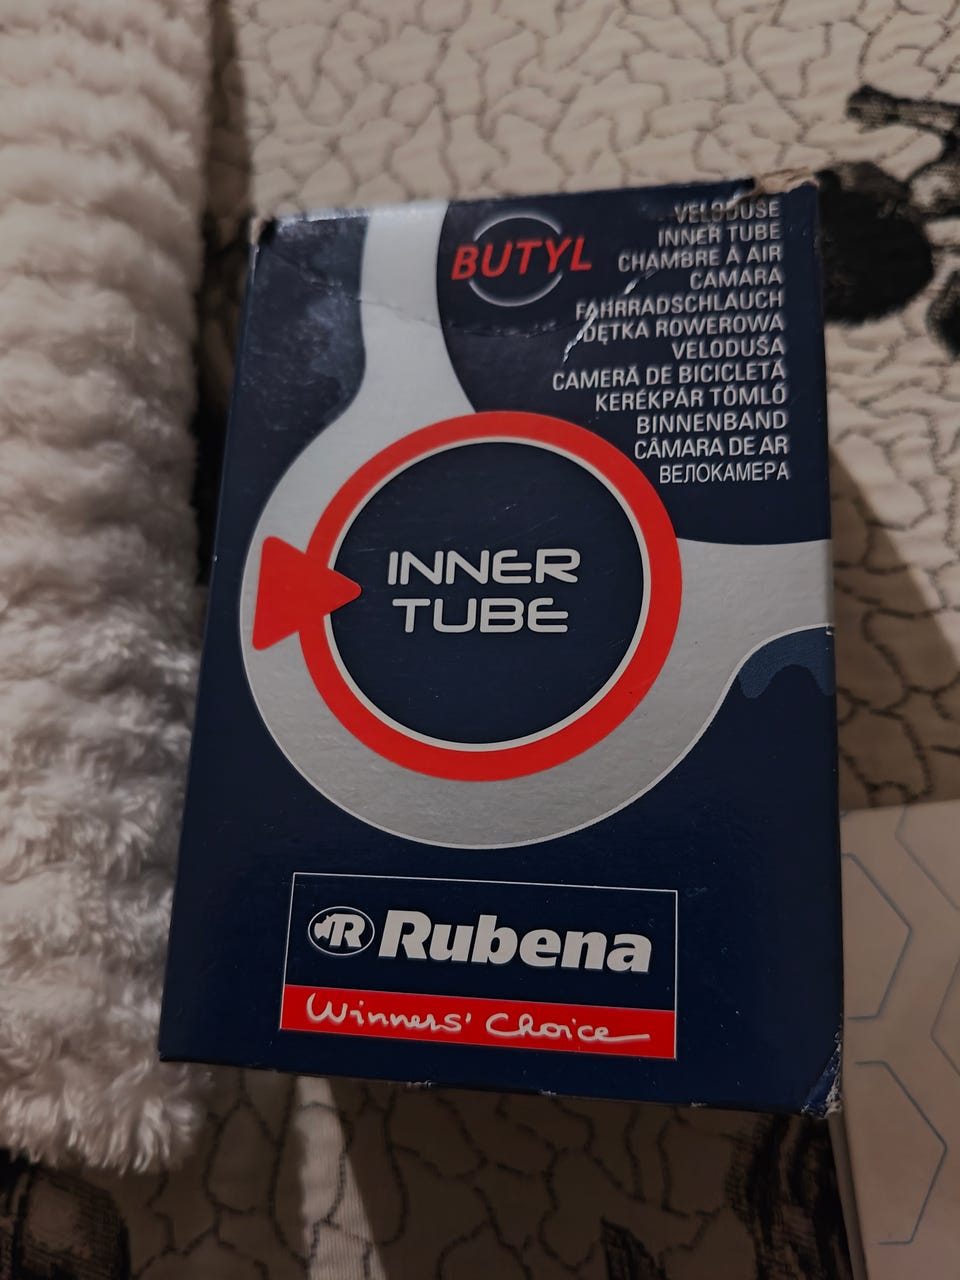 BUTYL
VELODUŠE
INNER TUBE
CHAMBRE À AIR
CAMARA
FAHRRADSCHLAUCH
DĘTKA ROWEROWA
VELODUŠA
CAMERĂ DE BICICLETĂ
KERÉKPÁR TÖMLŐ
BINNENBAND
CÂMARA DE AR
ВЕЛОКАМЕРА
INNER
TUBE
R Rubena
Winners' Choice